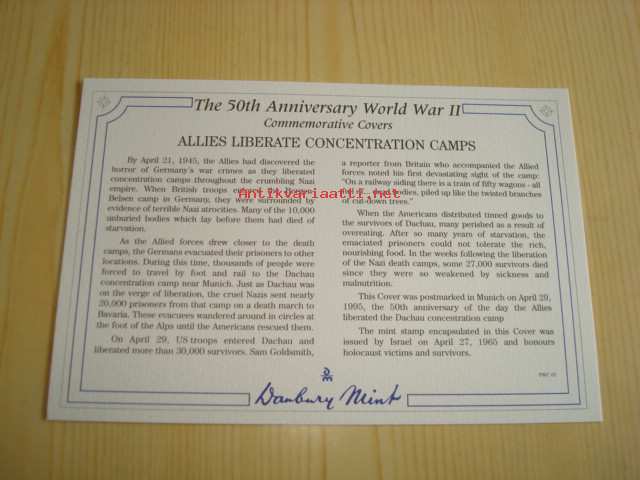 The 50th Anniversary World War II
Commemorative Covers
ALLIES LIBERATE CONCENTRATION CAMPS
By April 21, 1945, the Allies had discovered the
horror of Germany's war crimes as they liberated
concentration camps throughout the crumbling Nazi
empire. When British troops entered the Bergen
Belsen camp in Germany, they were surrounded by
evidence of terrible Nazi atrocities. Many of the 10,000
unburied bodies which lay before them had died of
starvation.
As the Allied forces drew closer to the death
camps, the Germans evacuated their prisoners to other
locations. During this time, thousands of people were
forced to travel by foot and rail to the Dachau
concentration camp near Munich. Just as Dachau was
on the verge of liberation, the cruel Nazis sent nearly
20,000 prisoners from that camp on a death march to
Bavaria. These evacuees wandered around in circles at
the foot of the Alps until the Americans rescued them.
On April 29, US troops entered Dachau and
liberated more than 30,000 survivors. Sam Goldsmith,
a reporter from Britain who accompanied the Allied
forces noted his first devastating sight of the camp:
"On a railway siding there is a train of fifty wagons - all
full of dead bodies, piled up like the twisted branches
of cut-down trees."
When the Americans distributed tinned goods to
the survivors of Dachau, many perished as a result of
overeating. After so many years of starvation, the
emaciated prisoners could not tolerate the rich,
nourishing food. In the weeks following the liberation
of the Nazi death camps, some 27,000 survivors died
since they were so weakened by sickness and
malnutrition.
This Cover was postmarked in Munich on April 29,
1995, the 50th anniversary of the day the Allies
liberated the Dachau concentration camp
The mint stamp encapsulated in this Cover was
issued by Israel on April 27, 1965 and honours
holocaust victims and survivors.
Danbury Mint
Antikvariaatti.net